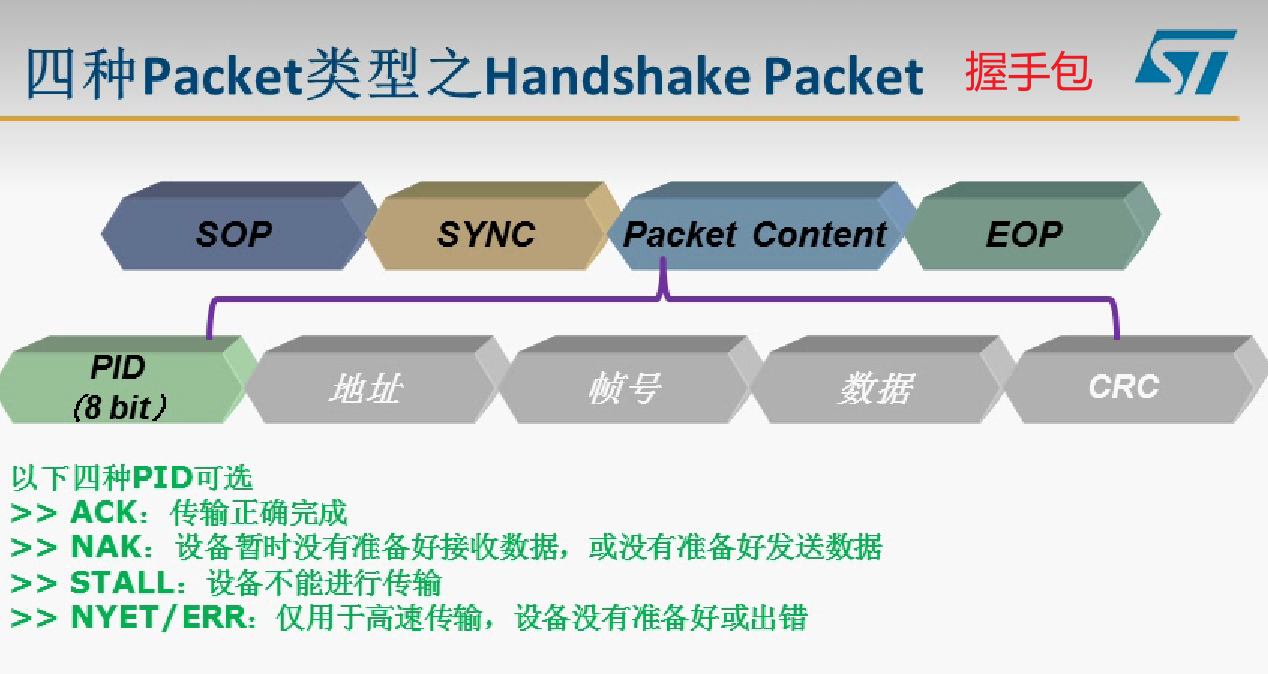 四种Packet类型之Handshake Packet 握手包 ST
SOP SYNC Packet Content EOP
PID 地址 帧号 数据 CRC
(8 bit)
以下四种PID可选
>> ACK：传输正确完成
>> NAK：设备暂时没有准备好接收数据，或没有准备好发送数据
>> STALL：设备不能进行传输
>> NYET/ERR：仅用于高速传输，设备没有准备好或出错